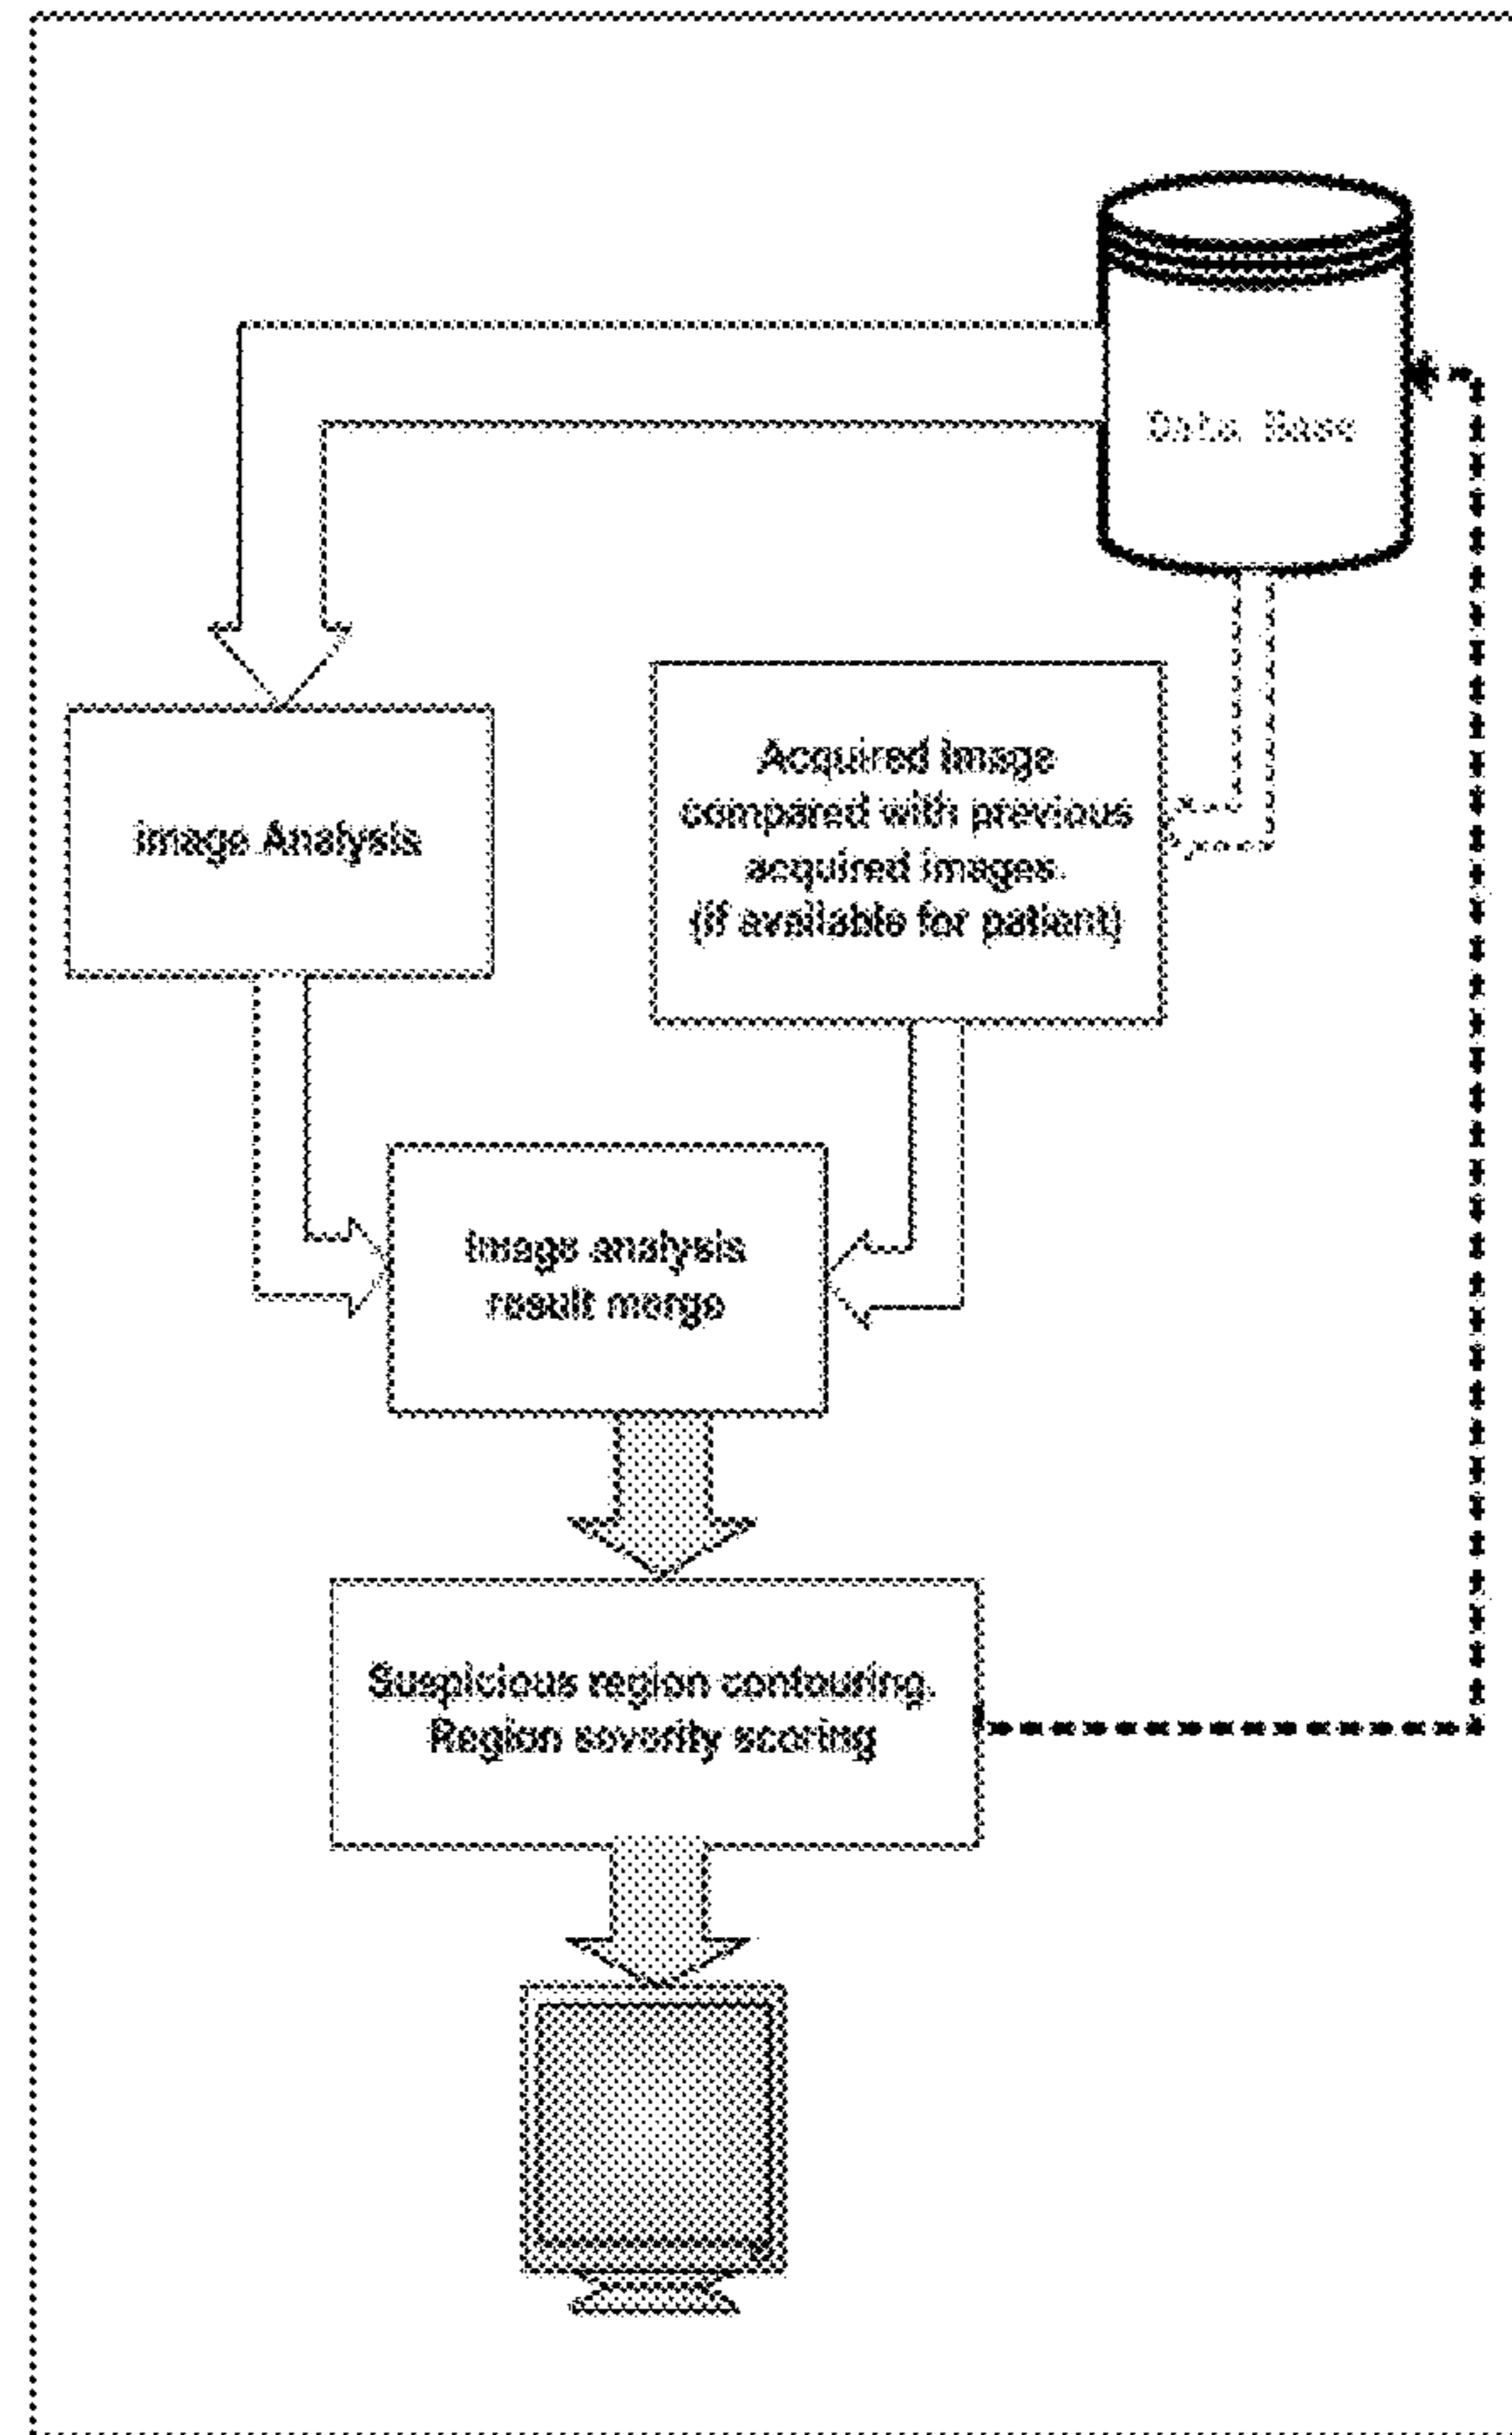 Data Base
Image Analysis
Acquired image
compared with previous
acquired images.
(if available for patient)
Image analysis
result merge
Suspicious region contouring.
Region severity scoring